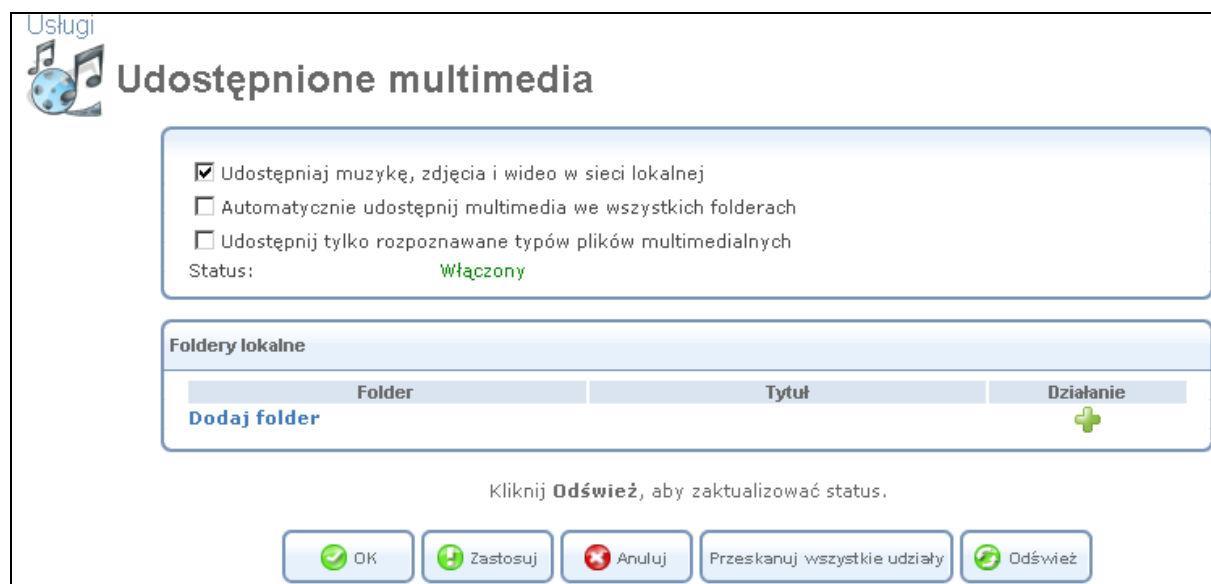 Usługi
Udostępnione multimedia
Udostępniaj muzykę, zdjęcia i wideo w sieci lokalnej
Automatycznie udostępnij multimedia we wszystkich folderach
Udostępnij tylko rozpoznawane typów plików multimedialnych
Status: Włączony
Foldery lokalne
Folder Tytuł Działanie
Dodaj folder
Kliknij Odśwież, aby zaktualizować status.
OK Zastosuj Anuluj Przeskanuj wszystkie udziały Odśwież